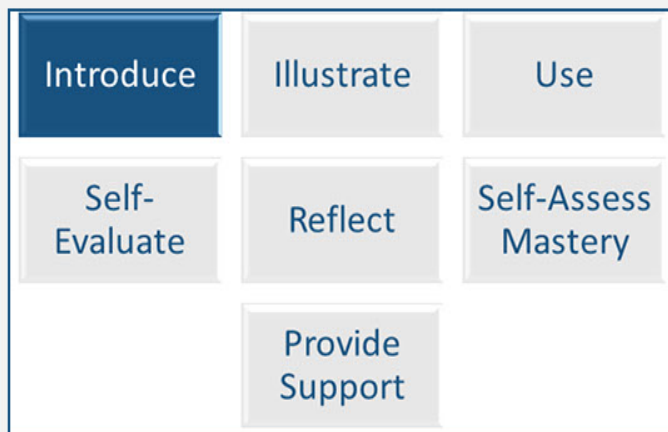 Introduce
Illustrate
Use
Self-
Evaluate
Reflect
Self-Assess
Mastery
Provide
Support